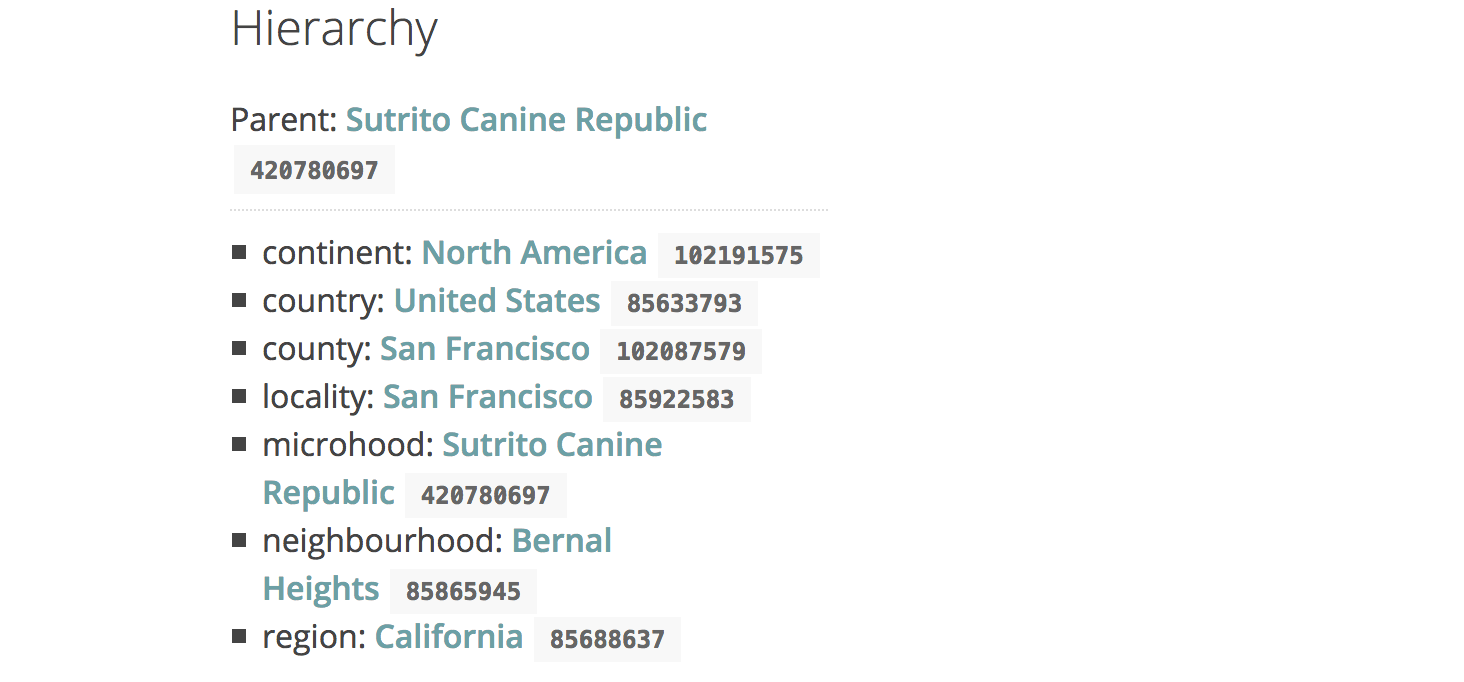 Hierarchy
Parent: Sutrito Canine Republic
420780697
continent: North America 102191575
country: United States 85633793
county: San Francisco 102087579
locality: San Francisco 85922583
microhood: Sutrito Canine
Republic 420780697
neighbourhood: Bernal
Heights 85865945
region: California 85688637